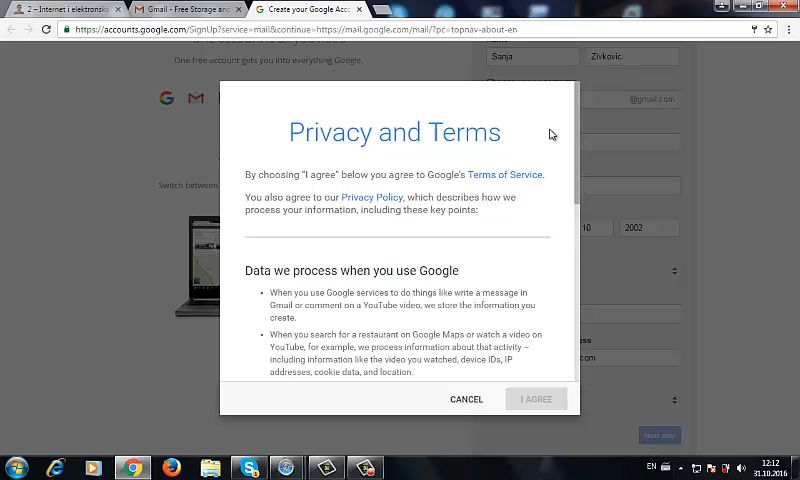 2 – Internet i elektronska
Gmail - Free Storage and
Create your Google Acco
https://accounts.google.com/SignUp?service=mail&continue=https://mail.google.com/mail/?pc=topnav-about-en
One free account gets you into everything Google.
Sanja
Zivkovic
@gmail.com
Privacy and Terms
By choosing "I agree" below you agree to Google's Terms of Service.
You also agree to our Privacy Policy, which describes how we
process your information, including these key points:
Switch between
10
2002
Data we process when you use Google
• When you use Google services to do things like write a message in
Gmail or comment on a YouTube video, we store the information you
create.
• When you search for a restaurant on Google Maps or watch a video on
YouTube, for example, we process information about that activity –
including information like the video you watched, device IDs, IP
addresses, cookie data, and location.
CANCEL
I AGREE
Next step
EN
12:12
31.10.2016